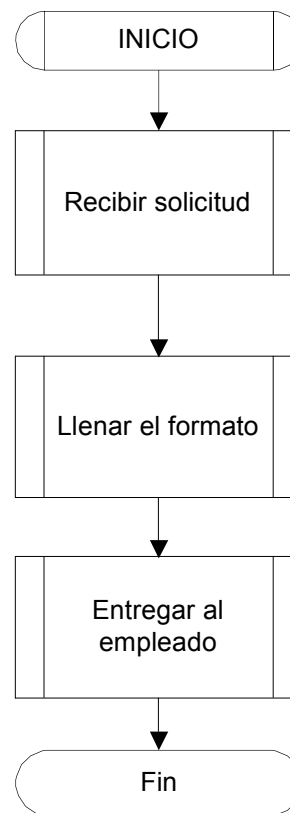 INICIO
Recibir solicitud
Llenar el formato
Entregar al
empleado
Fin